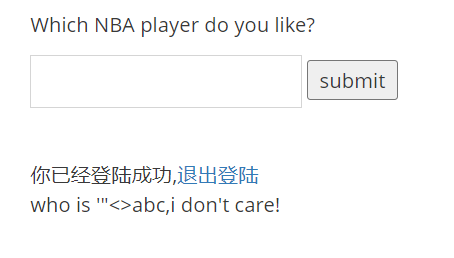 Which NBA player do you like?
submit
你已经登陆成功,退出登陆
who is '"<>abc,i don't care!